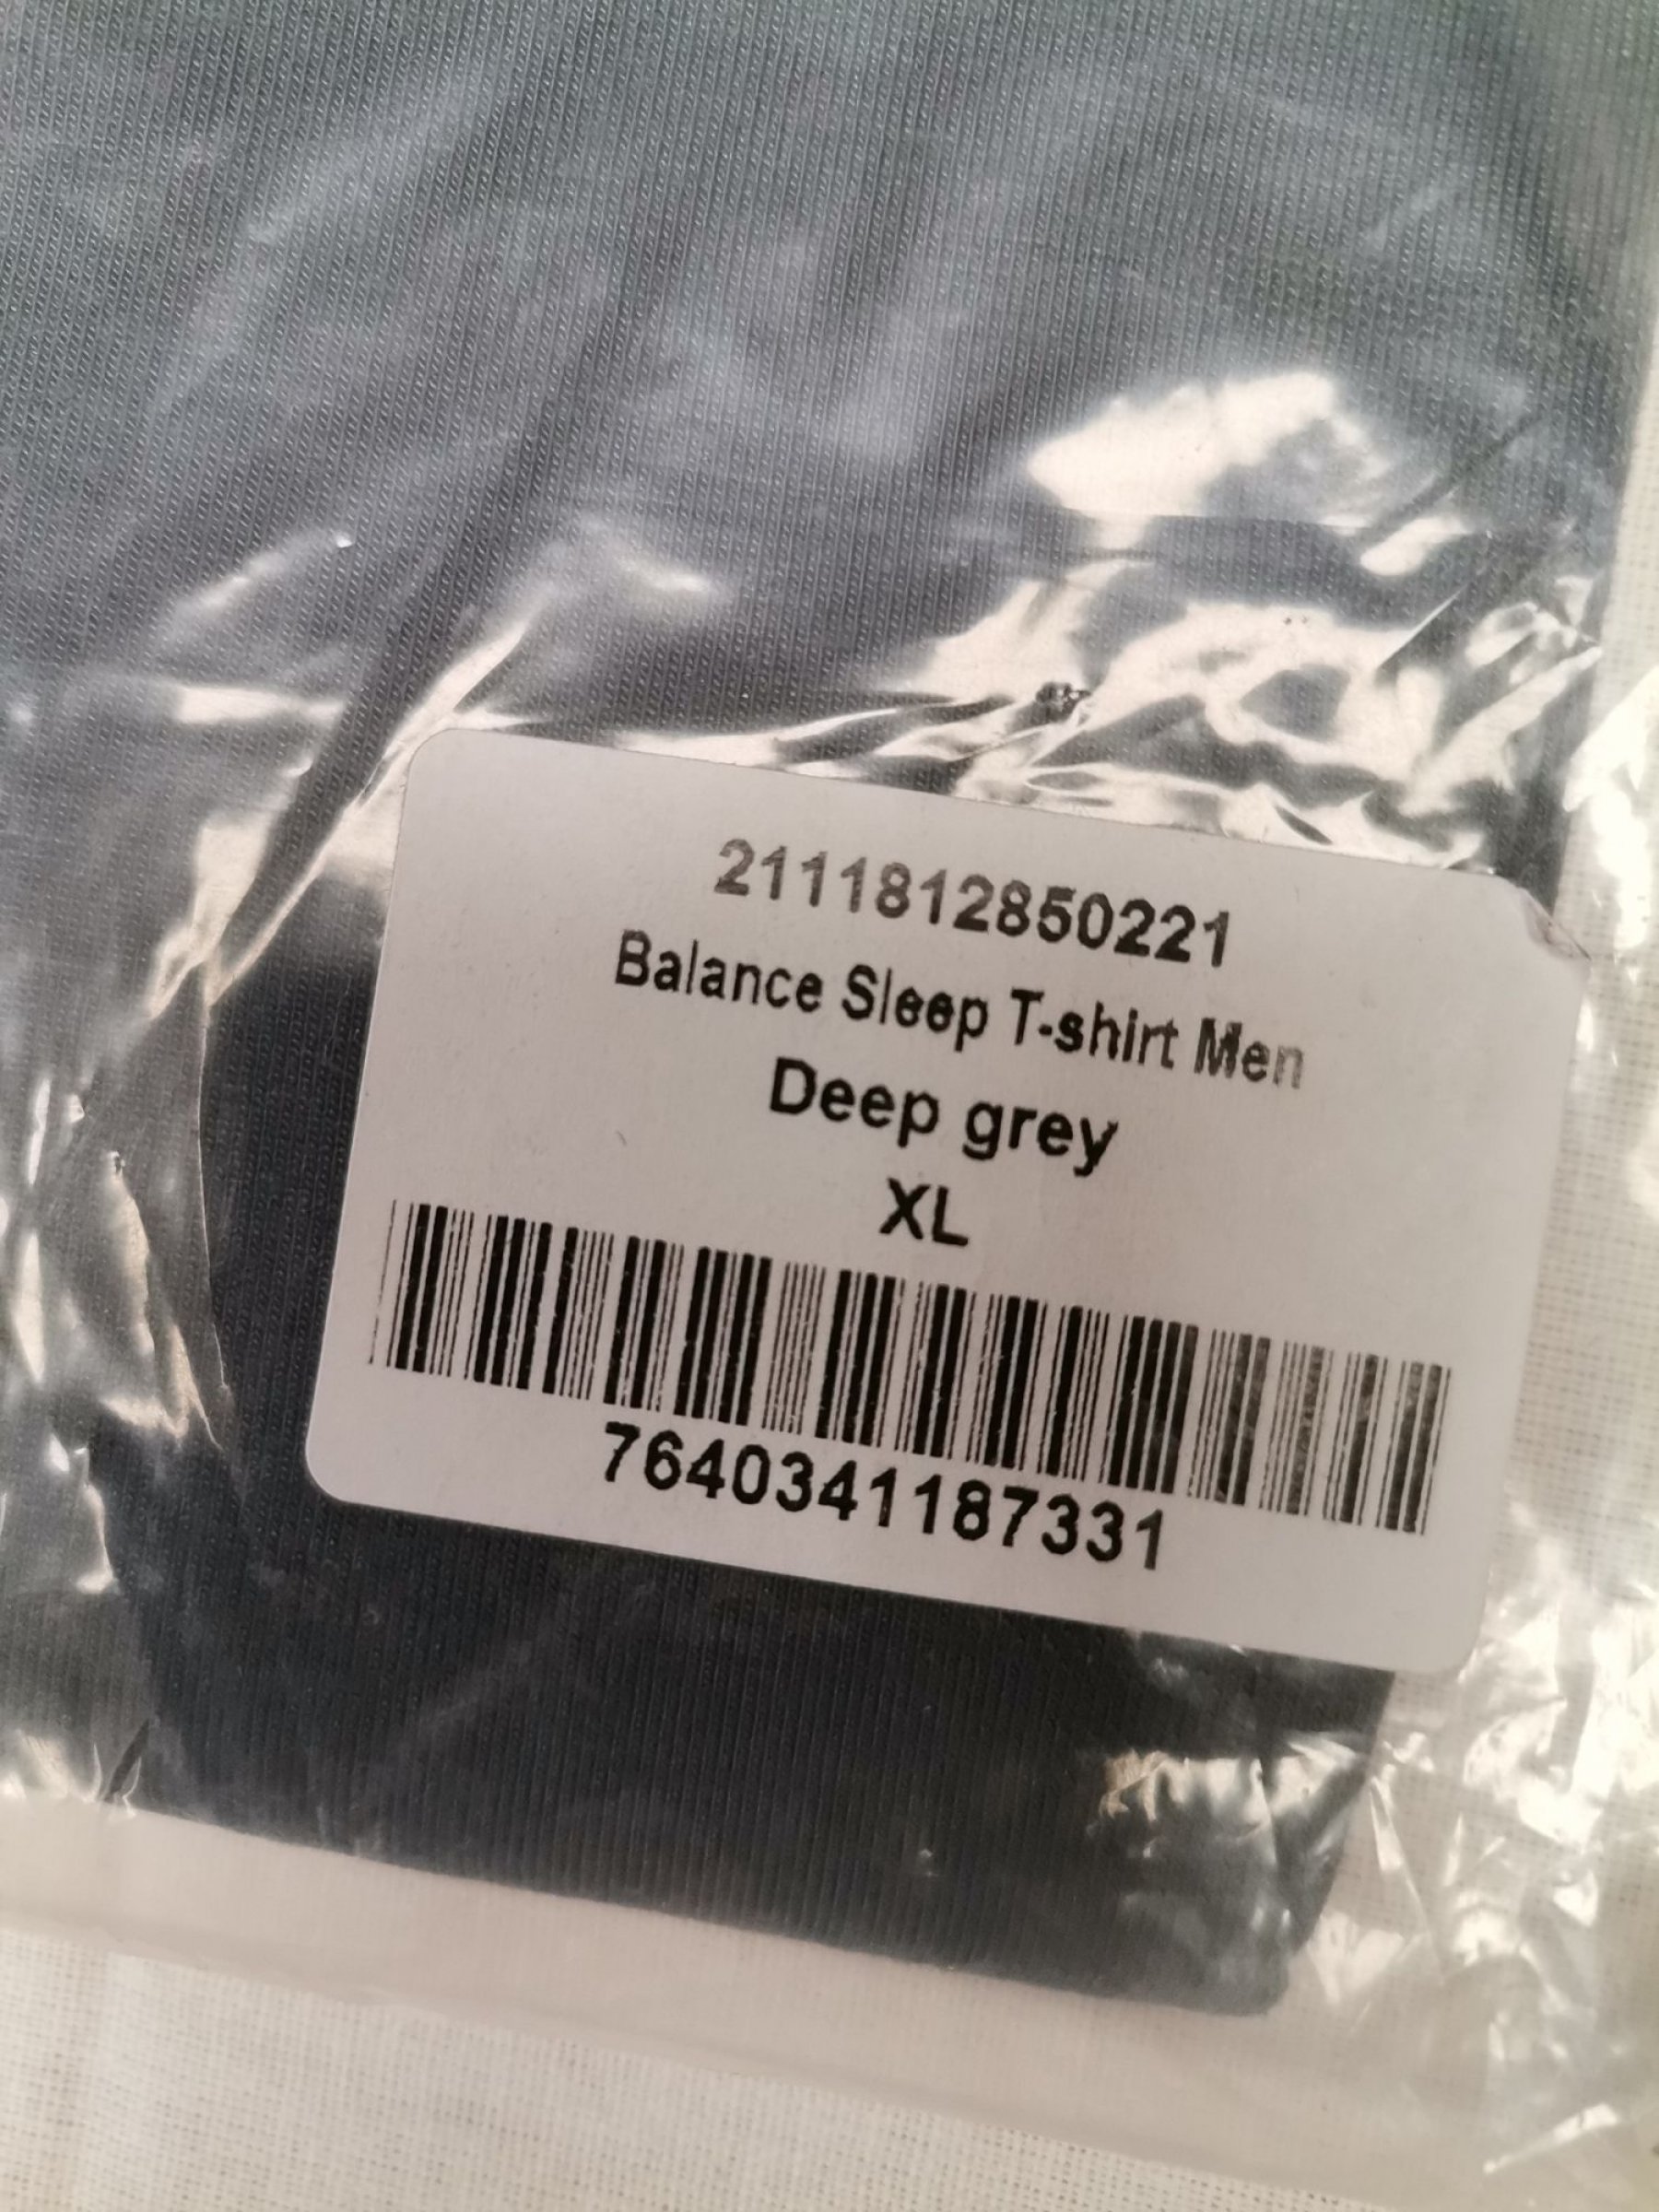 2111812850221
Balance Sleep T-shirt Men
Deep grey
XL
7640341187331